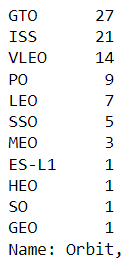 GTO 27
ISS 21
VLEO 14
PO 9
LEO 7
SSO 5
MEO 3
ES-L1 1
HEO 1
SO 1
GEO 1
Name: Orbit,